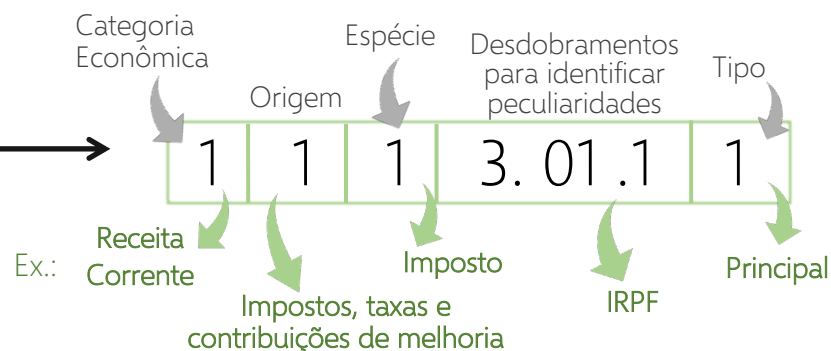 Categoria
Econômica
Origem
Espécie
Desdobramentos
para identificar
peculiaridades
Tipo
1 1 1 3. 01 .1 1
Ex.:
Receita
Corrente
Impostos, taxas e
contribuições de melhoria
Imposto
IRPF
Principal